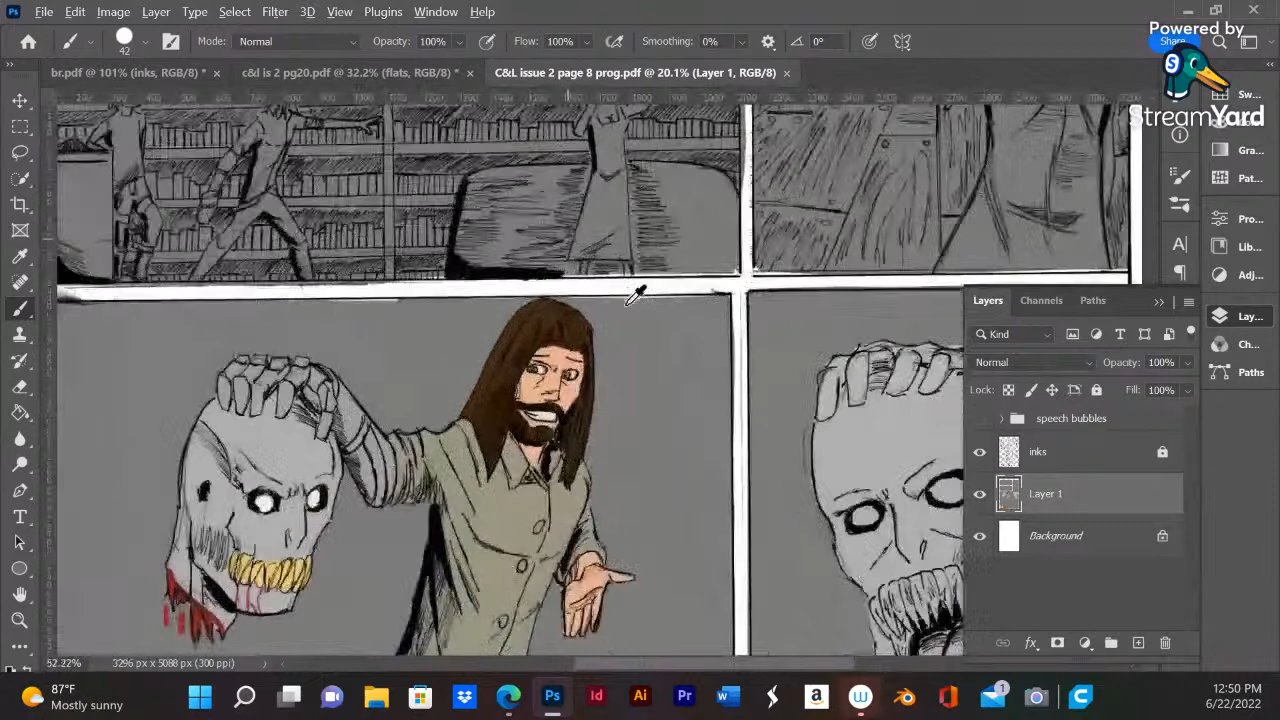 File Edit Image Layer Type Select Filter 3D View Plugins Window Help
Powered by
StreamYard
42 Mode: Normal Opacity: 100% Flow: 100% Smoothing: 0% 0° Share
br.pdf @ 101% (inks, RGB/8) * × c&d is 2 pg20.pdf @ 32.2% (flats, RGB/8) * × C&L issue 2 page 8 prog.pdf @ 20.1% (Layer 1, RGB/8) ×
Sw...
Gra...
Pat...
Pro...
Lib...
Adj...
Lay...
Ch...
Paths
Layers Channels Paths
Kind
Normal Opacity: 100%
Lock: Fill: 100%
speech bubbles
inks
Layer 1
Background
52.22% 3296 px x 5088 px (300 ppi)
87°F
Mostly sunny
12:50 PM
6/22/2022